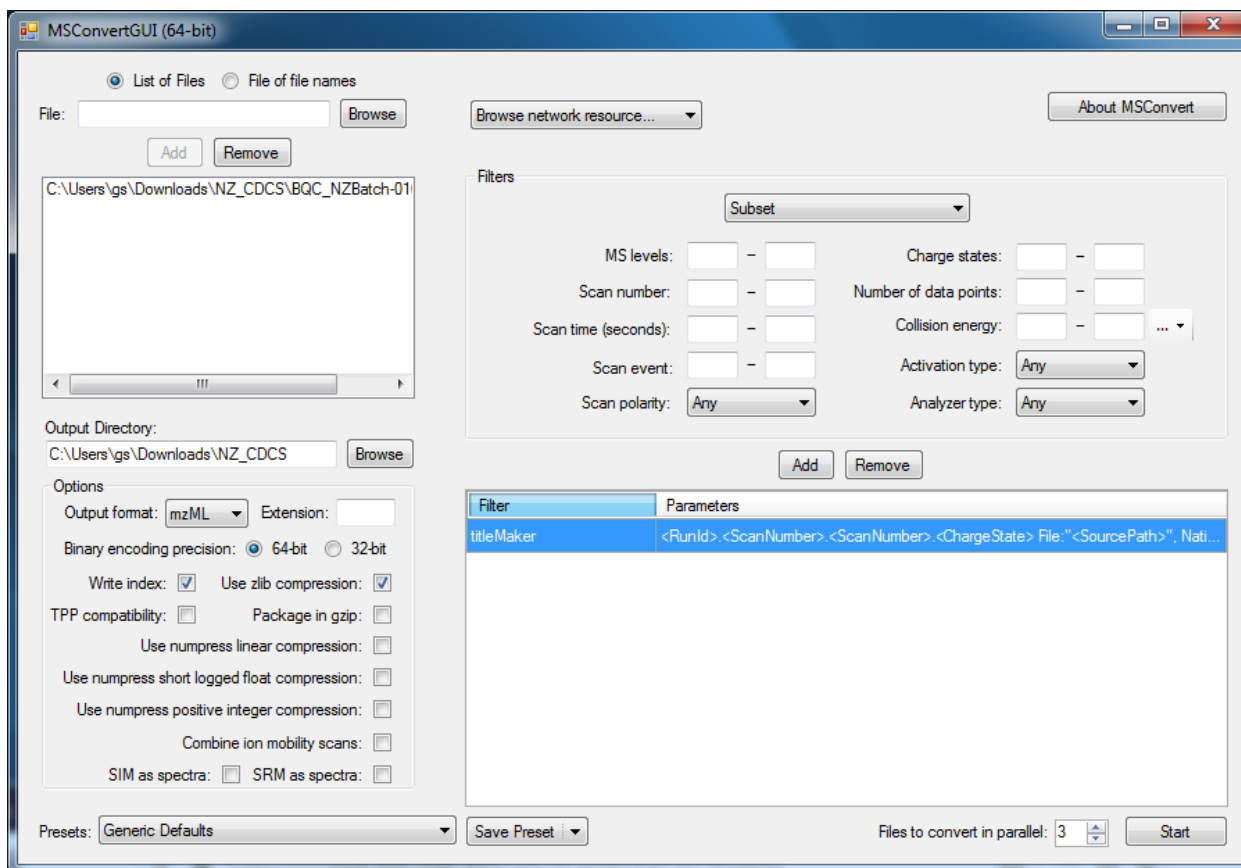 MSConvertGUI (64-bit)
List of Files File of file names
File: Browse
Add Remove
C:\Users\gs\Downloads\NZ_CDCS\BQC_NZBatch-01
Output Directory:
C:\Users\gs\Downloads\NZ_CDCS Browse
Options
Output format: mzML Extension:
Binary encoding precision: 64-bit 32-bit
Write index: Use zlib compression:
TPP compatibility: Package in gzip:
Use numpress linear compression:
Use numpress short logged float compression:
Use numpress positive integer compression:
Combine ion mobility scans:
SIM as spectra: SRM as spectra:
Presets: Generic Defaults Save Preset
Browse network resource... About MSConvert
Filters
Subset
MS levels: – Charge states: –
Scan number: – Number of data points: –
Scan time (seconds): – Collision energy: – ...
Scan event: – Activation type: Any
Scan polarity: Any Analyzer type: Any
Add Remove
Filter Parameters
titleMaker <RunId>.<ScanNumber>.<ScanNumber>.<ChargeState> File:"<SourcePath>", Nati...
Files to convert in parallel: 3 Start